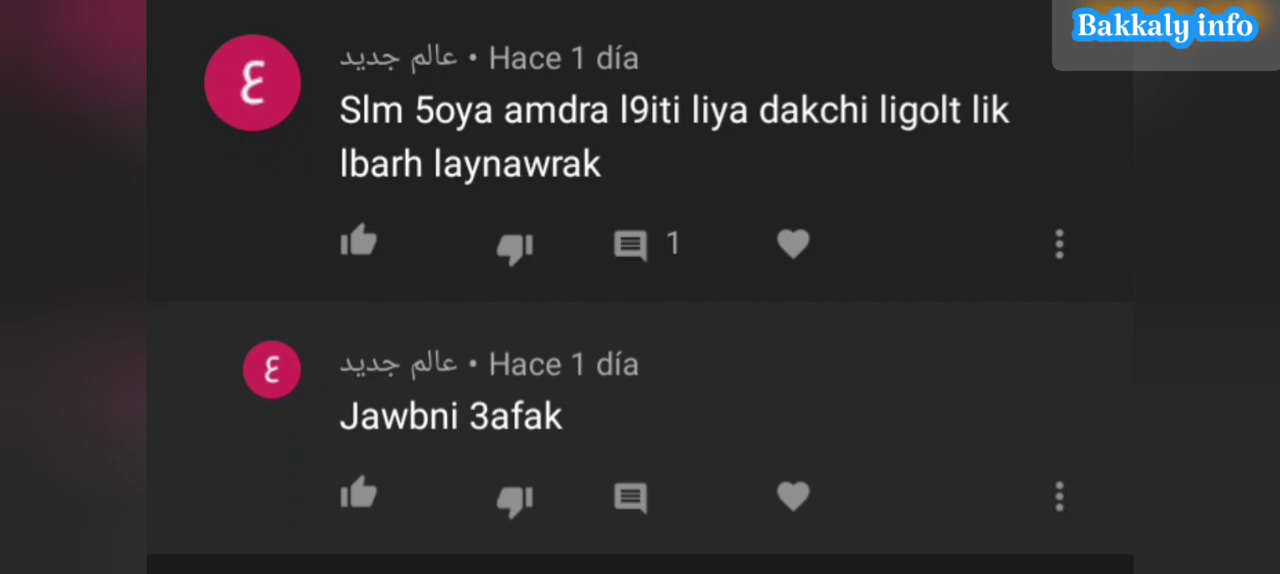 Bakkaly info
ع
عالم جديد • Hace 1 día
Slm 5oya amdra l9iti liya dakchi ligolt lik
lbarh laynawrak
1
ع
عالم جديد • Hace 1 día
Jawbni 3afak